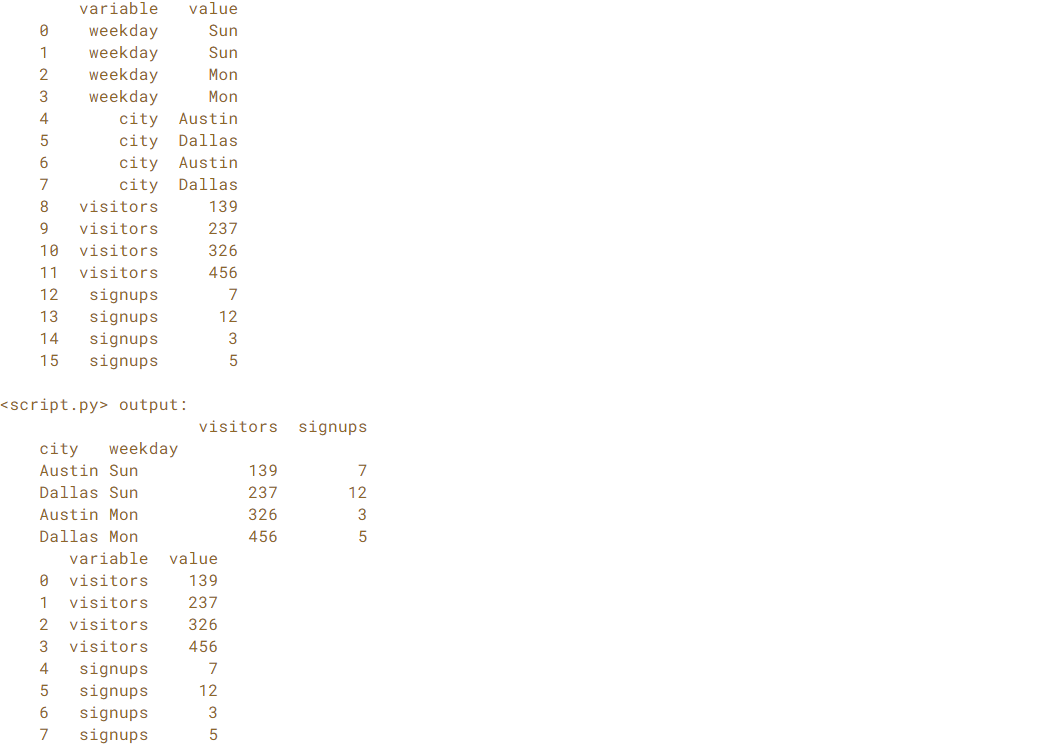 variable   value
    0    weekday     Sun
    1    weekday     Sun
    2    weekday     Mon
    3    weekday     Mon
    4       city  Austin
    5       city  Dallas
    6       city  Austin
    7       city  Dallas
    8   visitors     139
    9   visitors     237
    10  visitors     326
    11  visitors     456
    12   signups       7
    13   signups      12
    14   signups       3
    15   signups       5

<script.py> output:
                    visitors  signups
    city   weekday
    Austin Sun           139        7
    Dallas Sun           237       12
    Austin Mon           326        3
    Dallas Mon           456        5
       variable  value
    0  visitors    139
    1  visitors    237
    2  visitors    326
    3  visitors    456
    4   signups      7
    5   signups     12
    6   signups      3
    7   signups      5